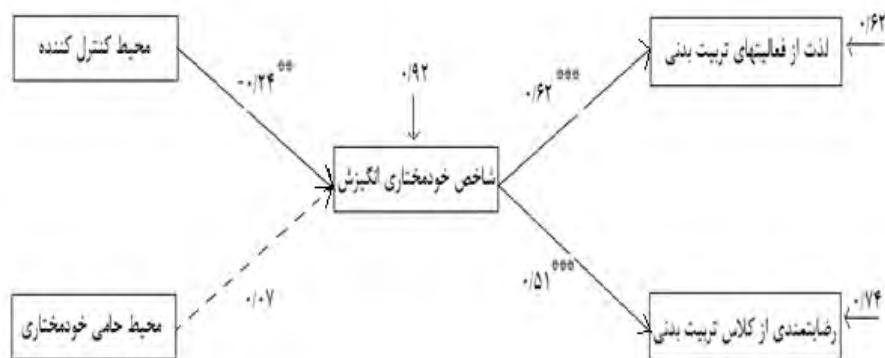 محیط کنترل کننده
-۰/۲۴**
۰/۹۲
۰/۶۲***
لذت از فعالیتهای تربیت بدنی
۰/۶۲
شاخص خودمختاری انگیزش
محیط حامی خودمختاری
۰/۰۷
۰/۵۱***
رضایتمندی از کلاس تربیت بدنی
۰/۷۴